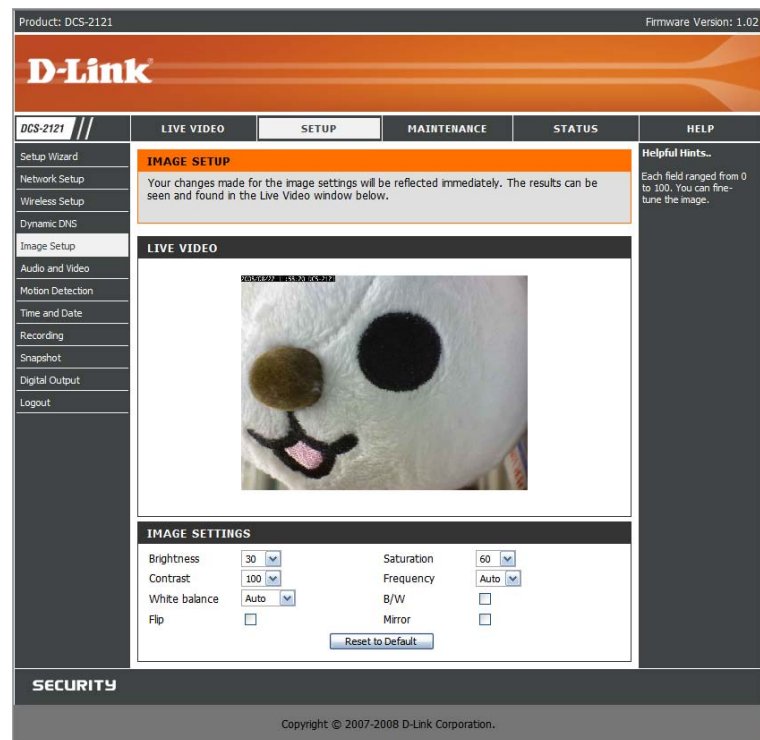 Product: DCS-2121
Firmware Version: 1.02
D-Link
DCS-2121
LIVE VIDEO
SETUP
MAINTENANCE
STATUS
HELP
Setup Wizard
Network Setup
Wireless Setup
Dynamic DNS
Image Setup
Audio and Video
Motion Detection
Time and Date
Recording
Snapshot
Digital Output
Logout
IMAGE SETUP
Your changes made for the image settings will be reflected immediately. The results can be
seen and found in the Live Video window below.
LIVE VIDEO
DCS-2121
IMAGE SETTINGS
Brightness 30
Saturation 60
Contrast 100
Frequency Auto
White balance Auto
B/W
Flip
Mirror
Reset to Default
Helpful Hints..
Each field ranged from 0
to 100. You can fine-
tune the image.
SECURITY
Copyright © 2007-2008 D-Link Corporation.